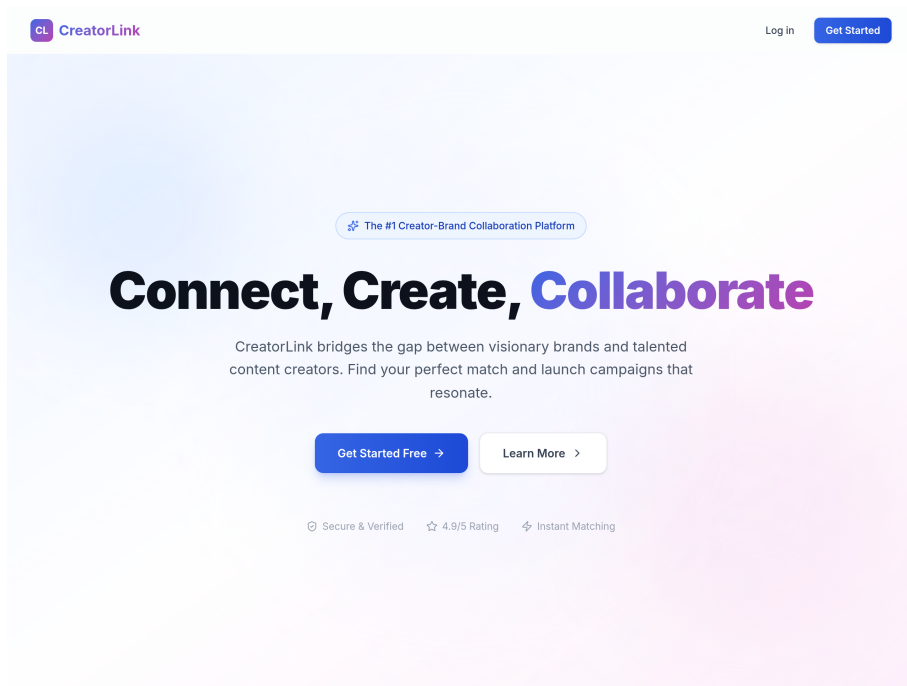 CL CreatorLink
Log in
Get Started
The #1 Creator-Brand Collaboration Platform
Connect, Create, Collaborate
CreatorLink bridges the gap between visionary brands and talented
content creators. Find your perfect match and launch campaigns that
resonate.
Get Started Free
Learn More
Secure & Verified
4.9/5 Rating
Instant Matching